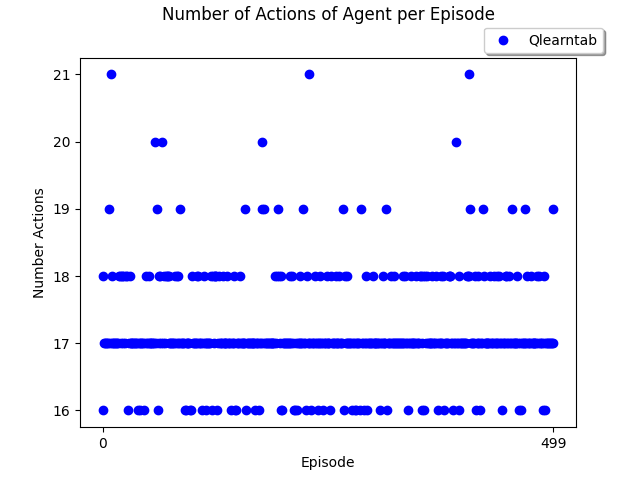 Number of Actions of Agent per Episode
Qlearntab
21
20
19
18
17
16
Number Actions
0
499
Episode